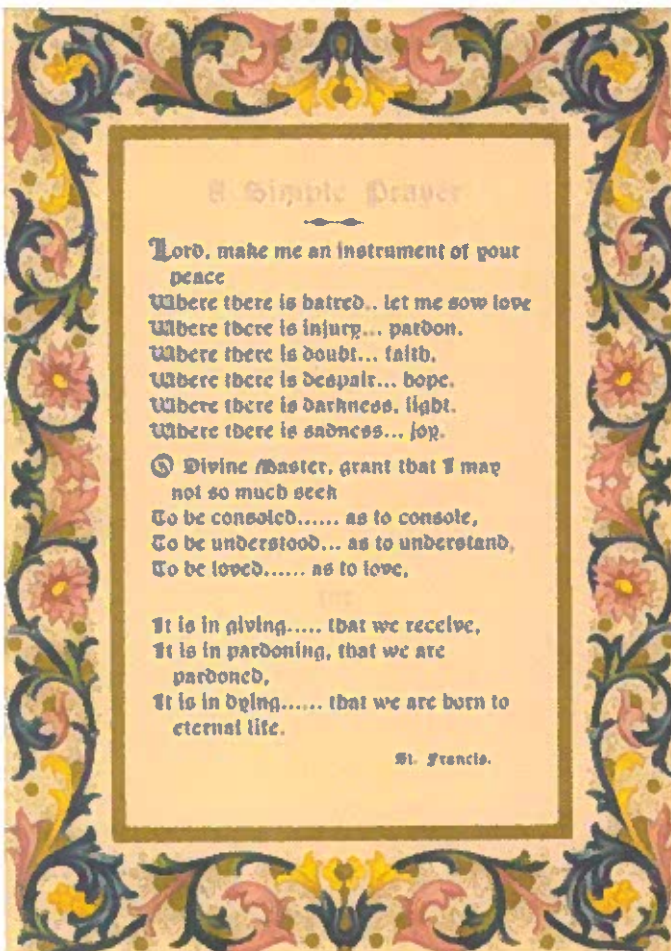 A Simple Prayer
Lord, make me an instrument of your
peace
Where there is hatred.. let me sow love
Where there is injury... pardon.
Where there is doubt... faith,
Where there is despair... hope,
Where there is darkness, light.
Where there is sadness... joy.
O Divine Master, grant that I may
not so much seek
To be consoled...... as to console,
To be understood... as to understand,
To be loved...... as to love,
for
It is in giving..... that we receive,
It is in pardoning, that we are
pardoned,
It is in dying...... that we are born to
eternal life.
St. Francis.